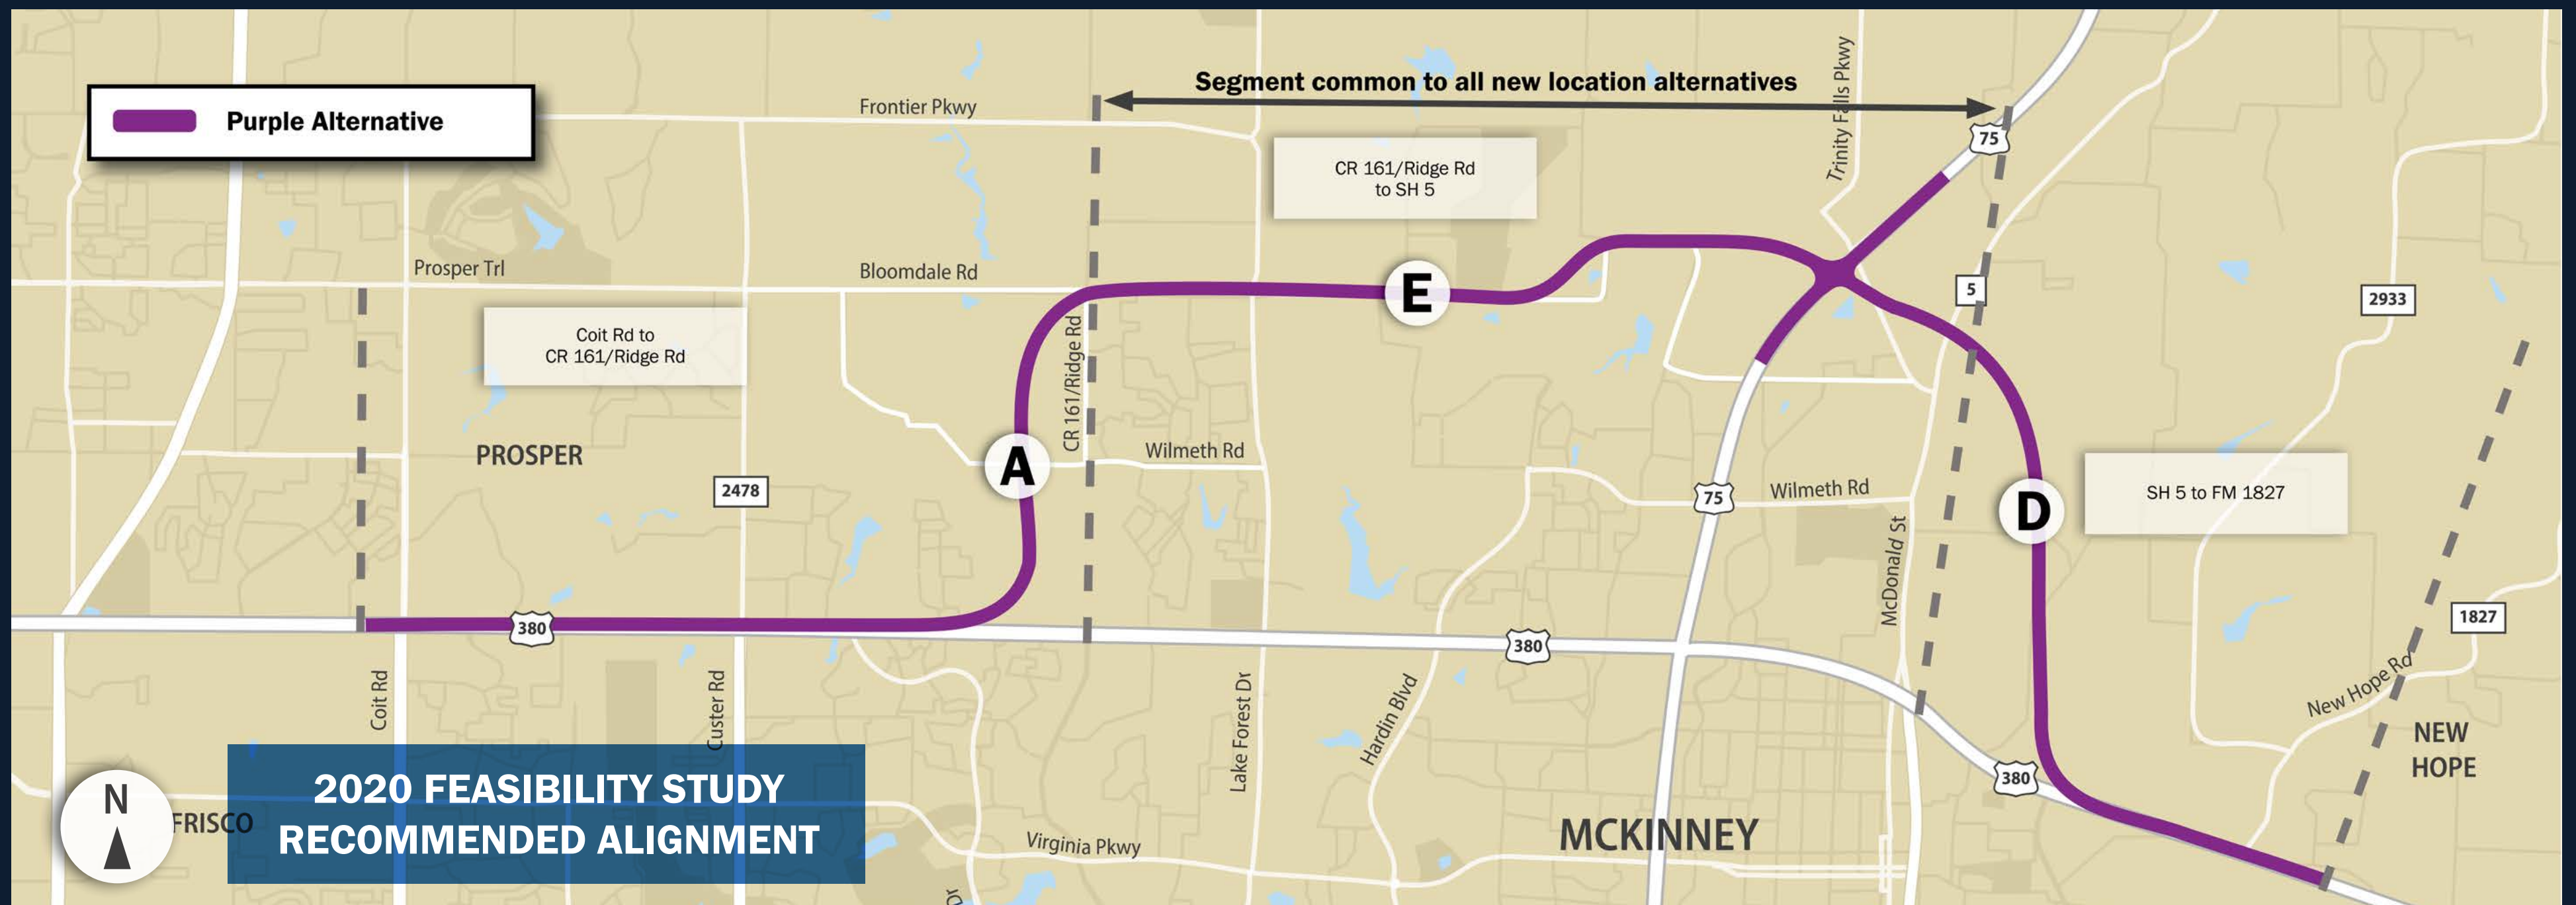 Segment common to all new location alternatives
Purple Alternative
Frontier Pkwy
Trinity Falls Pkwy
75
CR 161/Ridge Rd
to SH 5
Prosper Trl
Bloomdale Rd
E
5
2933
Coit Rd to
CR 161/Ridge Rd
CR 161/Ridge Rd
PROSPER
A
Wilmeth Rd
2478
75
Wilmeth Rd
D
SH 5 to FM 1827
McDonald St
380
380
1827
Coit Rd
Custer Rd
Lake Forest Dr
Hardin Blvd
New Hope Rd
NEW
HOPE
380
2020 FEASIBILITY STUDY
RECOMMENDED ALIGNMENT
N
FRISCO
Virginia Pkwy
MCKINNEY